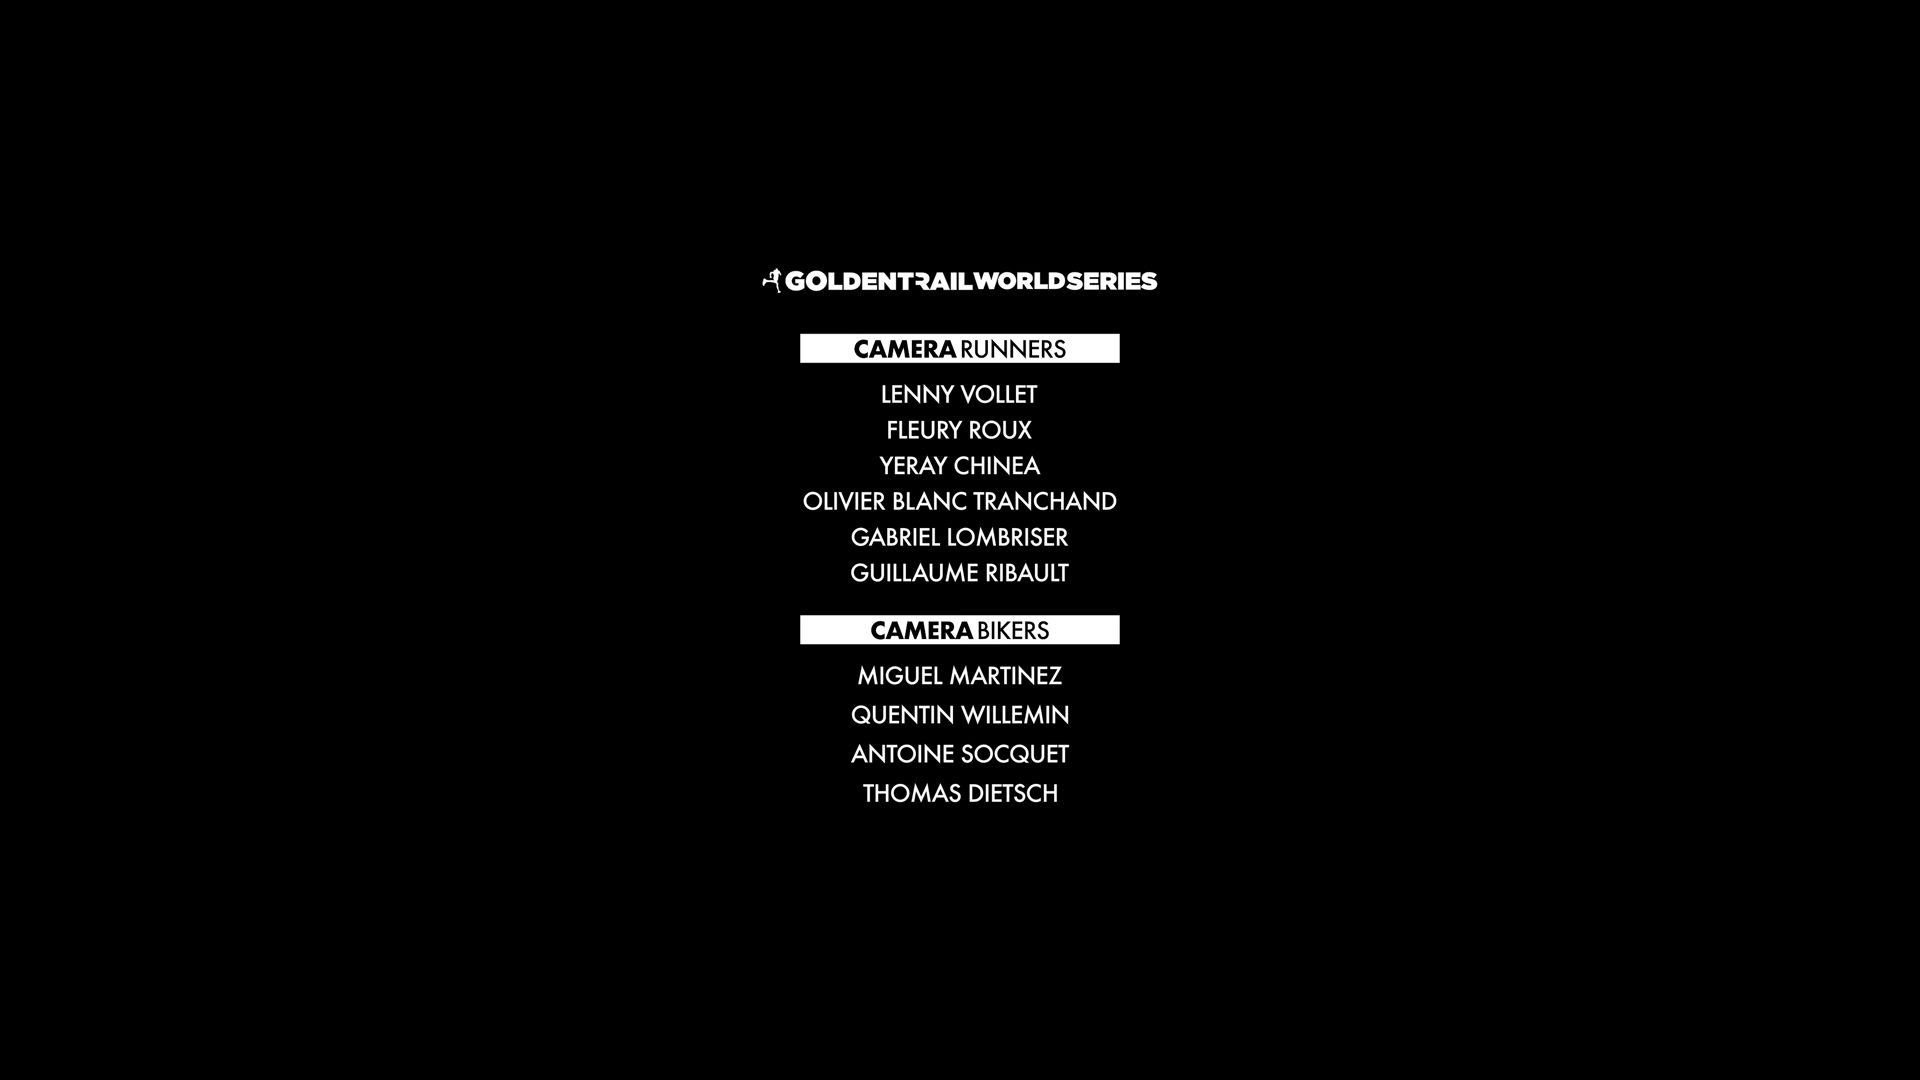 GOLDENTRAILWORLDSERIES
CAMERA RUNNERS
LENNY VOLLET
FLEURY ROUX
YERAY CHINEA
OLIVIER BLANC TRANCHAND
GABRIEL LOMBRISER
GUILLAUME RIBAULT
CAMERA BIKERS
MIGUEL MARTINEZ
QUENTIN WILLEMIN
ANTOINE SOCQUET
THOMAS DIETSCH